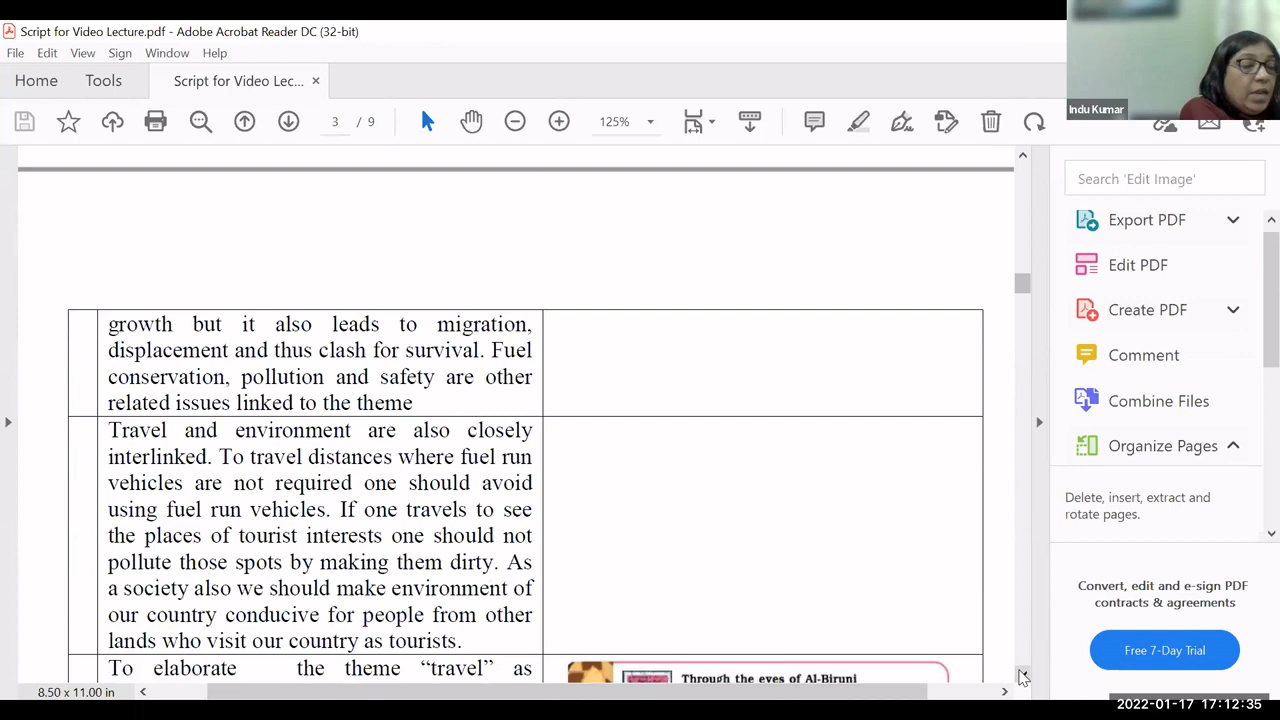 Script for Video Lecture.pdf - Adobe Acrobat Reader DC (32-bit)
File Edit View Sign Window Help
Home Tools Script for Video Lec... ×
3 / 9 125%
Indu Kumar
growth but it also leads to migration,
displacement and thus clash for survival. Fuel
conservation, pollution and safety are other
related issues linked to the theme
Travel and environment are also closely
interlinked. To travel distances where fuel run
vehicles are not required one should avoid
using fuel run vehicles. If one travels to see
the places of tourist interests one should not
pollute those spots by making them dirty. As
a society also we should make environment of
our country conducive for people from other
lands who visit our country as tourists.
To elaborate the theme “travel” as
Through the eyes of Al-Biruni
8.50 x 11.00 in
Search 'Edit Image'
Export PDF
Edit PDF
Create PDF
Comment
Combine Files
Organize Pages
Delete, insert, extract and
rotate pages.
Convert, edit and e-sign PDF
contracts & agreements
Free 7-Day Trial
2022-01-17 17:12:35